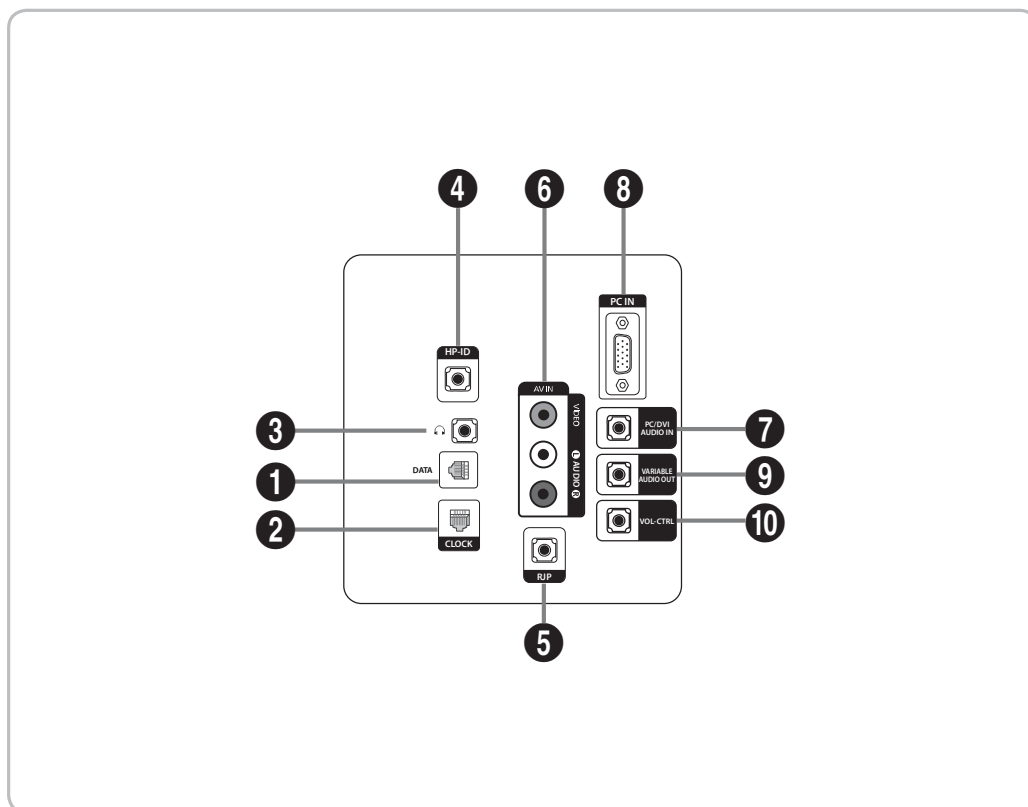 4
6
8
PC IN
HP-ID
AV IN
VIDEO
L AUDIO R
3
PC/DVI
AUDIO IN
7
1
DATA
VARIABLE
AUDIO OUT
9
2
CLOCK
VOL-CTRL
10
RJP
5